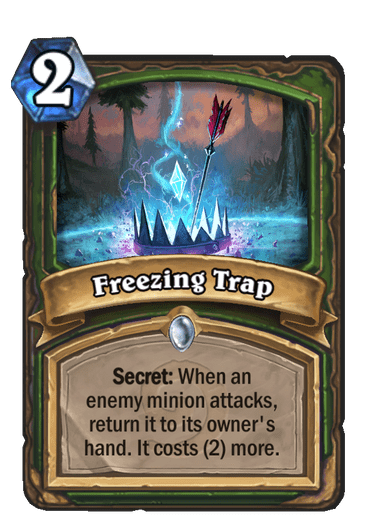 2
Freezing Trap
Secret: When an
enemy minion attacks,
return it to its owner's
hand. It costs (2) more.